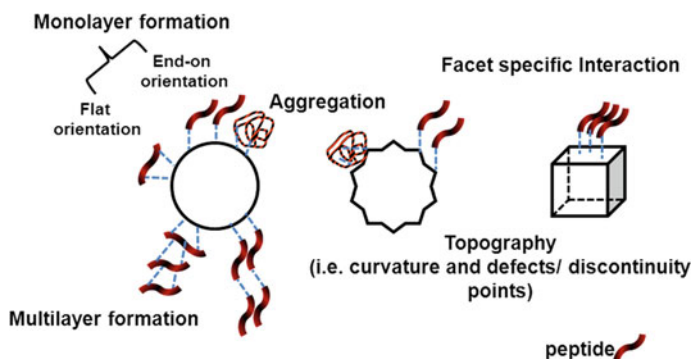 Monolayer formation
End-on
orientation
Flat
orientation
Aggregation
Facet specific Interaction
Topography
(i.e. curvature and defects/ discontinuity
points)
Multilayer formation
peptide